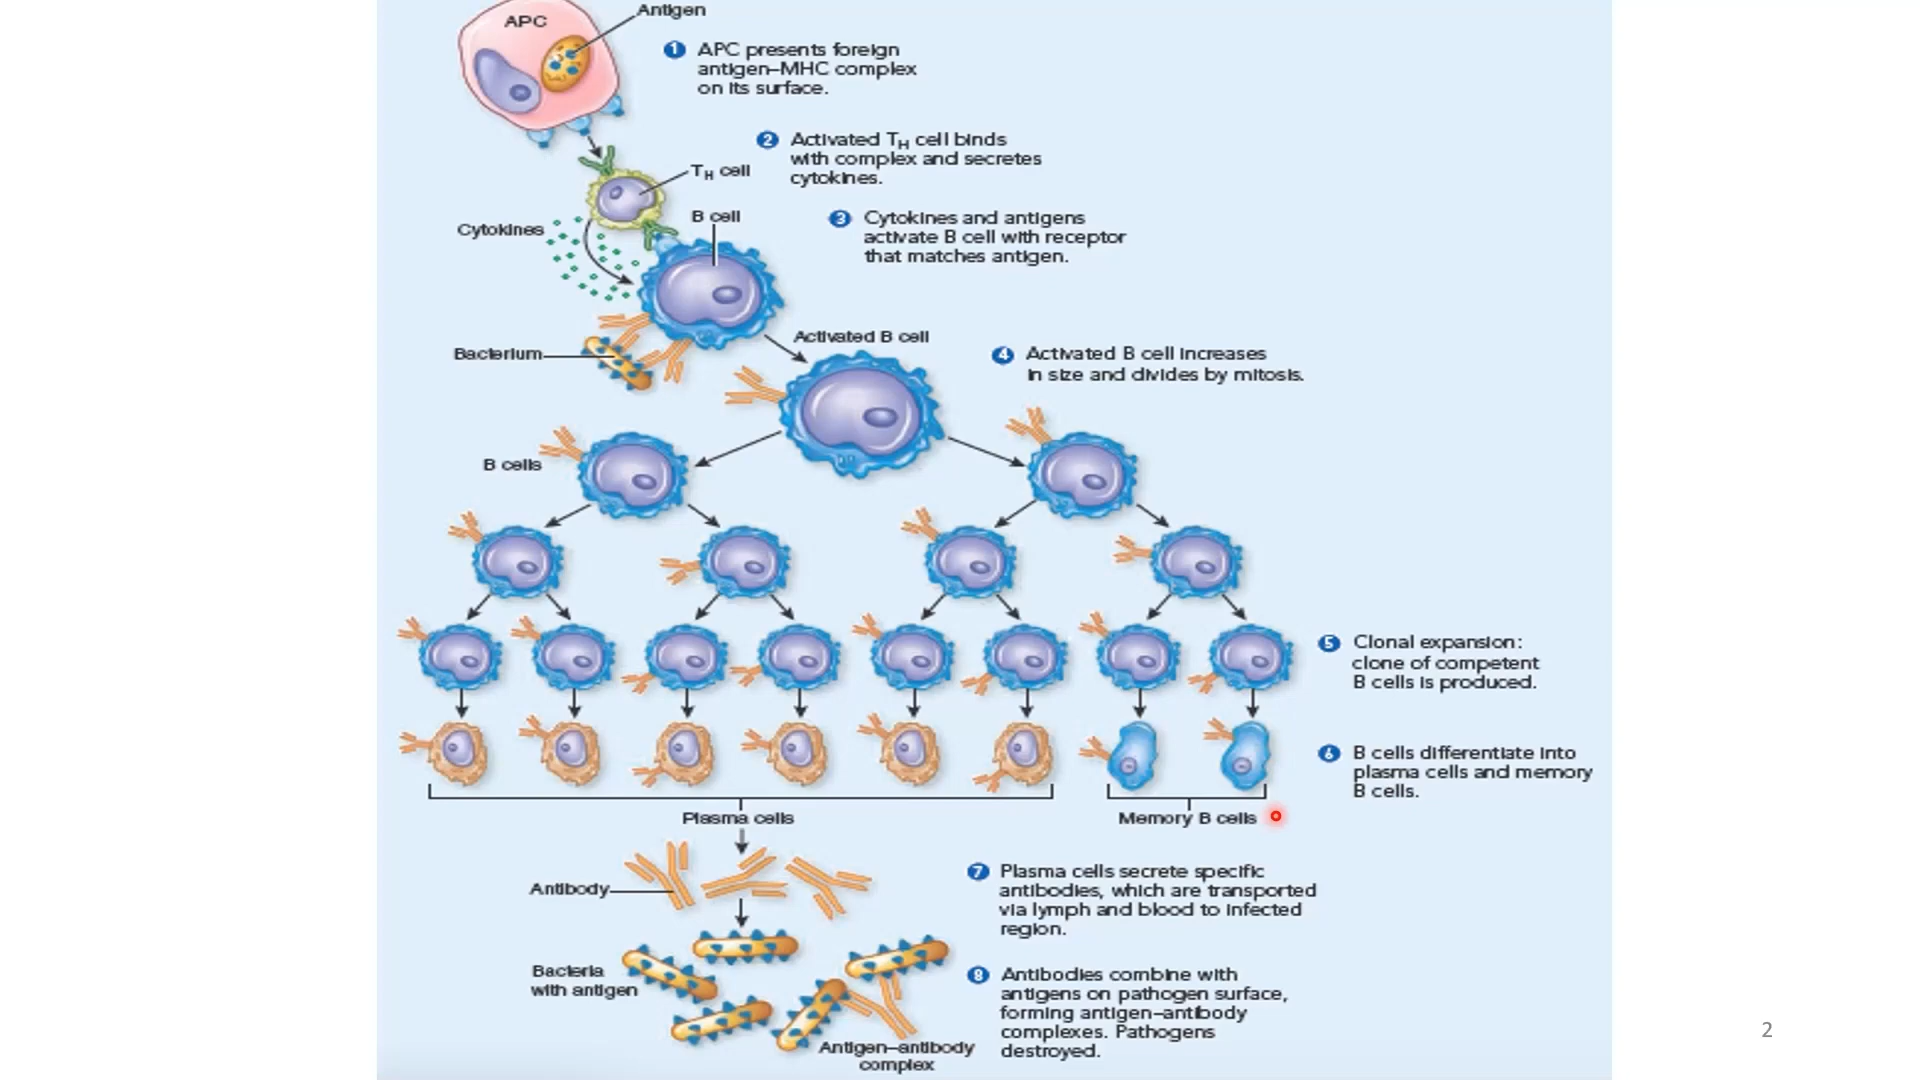 APC
Antigen
1 APC presents foreign
antigen–MHC complex
on its surface.
2 Activated TH cell binds
with complex and secretes
cytokines.
TH cell
B cell
Cytokines
3 Cytokines and antigens
activate B cell with receptor
that matches antigen.
Activated B cell
Bacterium
4 Activated B cell increases
in size and divides by mitosis.
B cells
5 Clonal expansion:
clone of competent
B cells is produced.
6 B cells differentiate into
plasma cells and memory
B cells.
Plasma cells
Memory B cells
Antibody
7 Plasma cells secrete specific
antibodies, which are transported
via lymph and blood to infected
region.
Bacteria
with antigen
8 Antibodies combine with
antigens on pathogen surface,
forming antigen–antibody
complexes. Pathogens
destroyed.
Antigen–antibody
complex
2